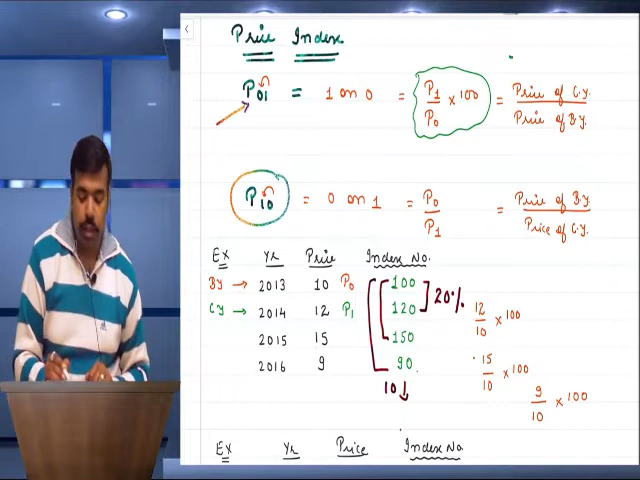 Price Index
P01 = 1 on 0 = P1/P0 × 100 = Price of C.Y. / Price of B.Y.
P10 = 0 on 1 = P0/P1 = Price of B.Y / Price of C.Y.
EX Yr Price Index No.
BY → 2013 10 P0 100
CY → 2014 12 P1 120 20% 12/10 × 100
2015 15 150 15/10 × 100
2016 9 90 9/10 × 100
10 ↓
EX Yr Price Index No